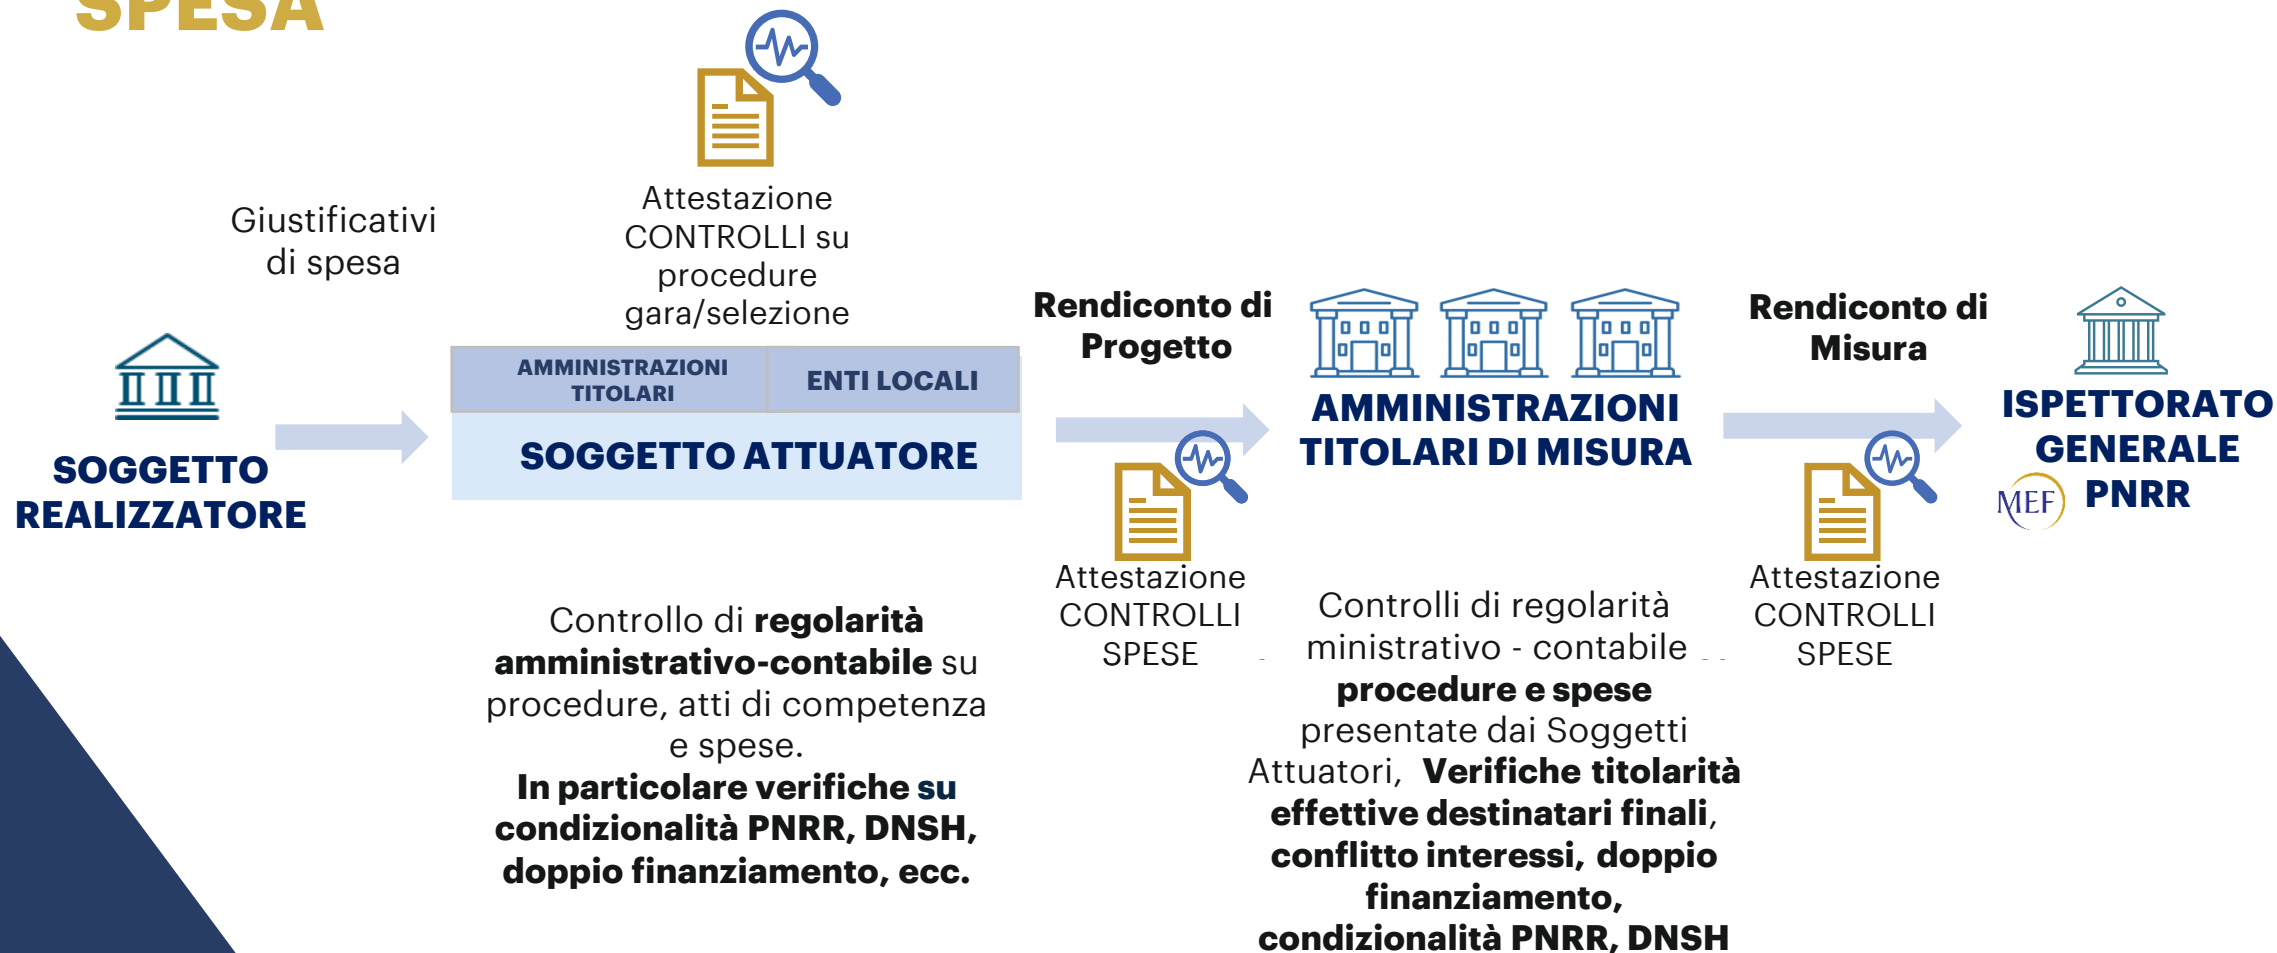 SPESA
Giustificativi
di spesa
SOGGETTO
REALIZZATORE
Attestazione
CONTROLLI su
procedure
gara/selezione
AMMINISTRAZIONI
TITOLARI
ENTI LOCALI
SOGGETTO ATTUATORE
Controllo di regolarità
amministrativo-contabile su
procedure, atti di competenza
e spese.
In particolare verifiche su
condizionalità PNRR, DNSH,
doppio finanziamento, ecc.
Rendiconto di
Progetto
Attestazione
CONTROLLI
SPESE
AMMINISTRAZIONI
TITOLARI DI MISURA
Controlli di regolarità
ministrativo - contabile
procedure e spese
presentate dai Soggetti
Attuatori, Verifiche titolarità
effettive destinatari finali,
conflitto interessi, doppio
finanziamento,
condizionalità PNRR, DNSH
Rendiconto di
Misura
Attestazione
CONTROLLI
SPESE
ISPETTORATO
GENERALE
PNRR
MEF